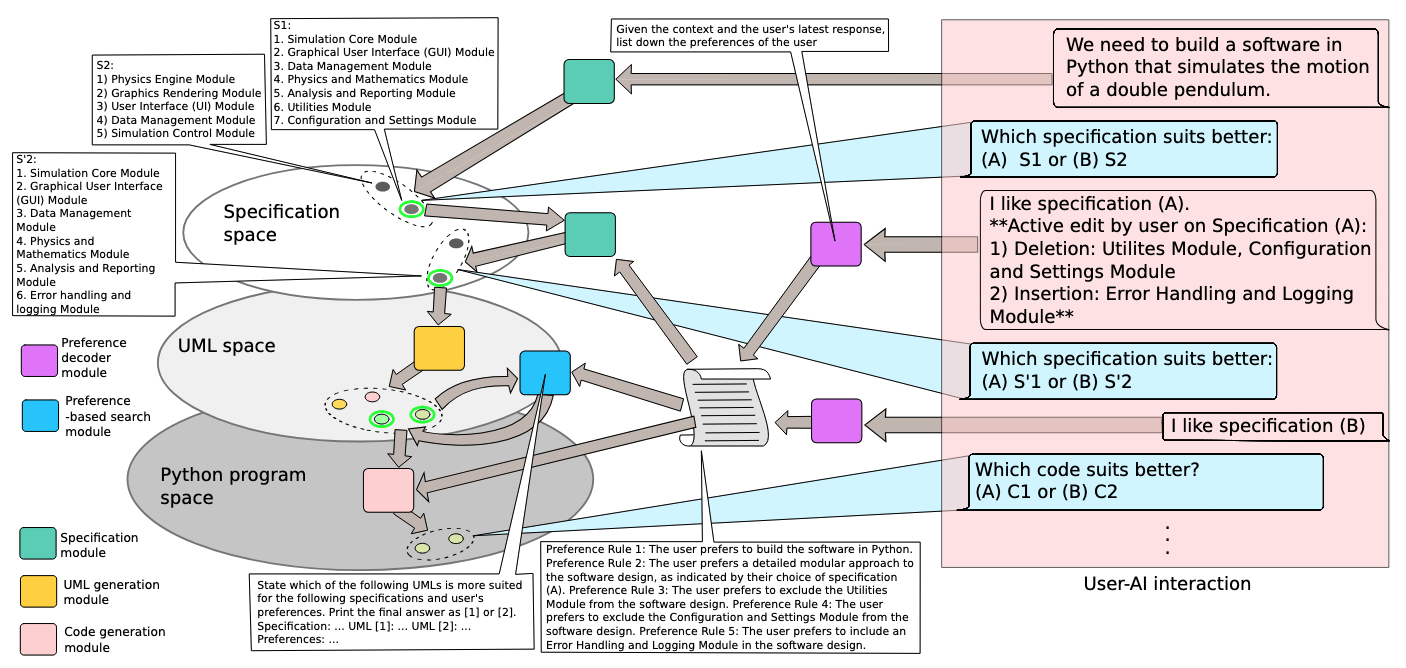 S1:
1. Simulation Core Module
2. Graphical User Interface (GUI) Module
3. Data Management Module
4. Physics and Mathematics Module
5. Analysis and Reporting Module
6. Utilities Module
7. Configuration and Settings Module
S2:
1) Physics Engine Module
2) Graphics Rendering Module
3) User Interface (UI) Module
4) Data Management Module
5) Simulation Control Module
S'2:
1. Simulation Core Module
2. Graphical User Interface
(GUI) Module
3. Data Management
Module
4. Physics and
Mathematics Module
5. Analysis and Reporting
Module
6. Error handling and
logging Module
Given the context and the user's latest response,
list down the preferences of the user
We need to build a software in
Python that simulates the motion
of a double pendulum.
Which specification suits better:
(A) S1 or (B) S2
I like specification (A).
**Active edit by user on Specification (A):
1) Deletion: Utilites Module, Configuration
and Settings Module
2) Insertion: Error Handling and Logging
Module**
Which specification suits better:
(A) S'1 or (B) S'2
I like specification (B)
Which code suits better?
(A) C1 or (B) C2
.
.
.
User-AI interaction
Specification
space
UML space
Python program
space
Preference
decoder
module
Preference
-based search
module
Specification
module
UML generation
module
Code generation
module
State which of the following UMLs is more suited
for the following specifications and user's
preferences. Print the final answer as [1] or [2].
Specification: ... UML [1]: ... UML [2]: ...
Preferences: ...
Preference Rule 1: The user prefers to build the software in Python.
Preference Rule 2: The user prefers a detailed modular approach to
the software design, as indicated by their choice of specification
(A). Preference Rule 3: The user prefers to exclude the Utilities
Module from the software design. Preference Rule 4: The user
prefers to exclude the Configuration and Settings Module from the
software design. Preference Rule 5: The user prefers to include an
Error Handling and Logging Module in the software design.